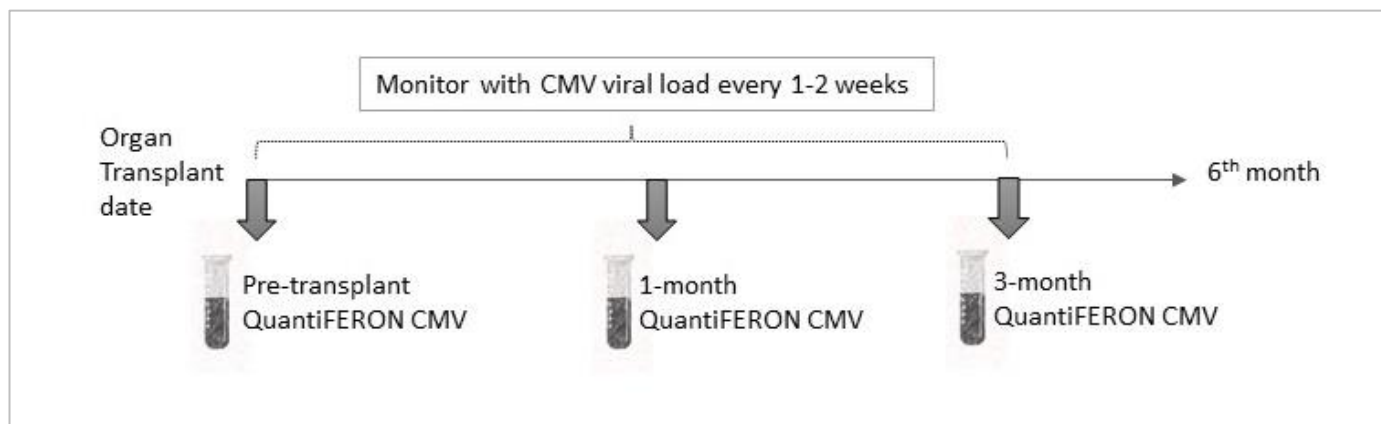 Monitor with CMV viral load every 1-2 weeks
Organ
Transplant
date
6th month
Pre-transplant
QuantiFERON CMV
1-month
QuantiFERON CMV
3-month
QuantiFERON CMV